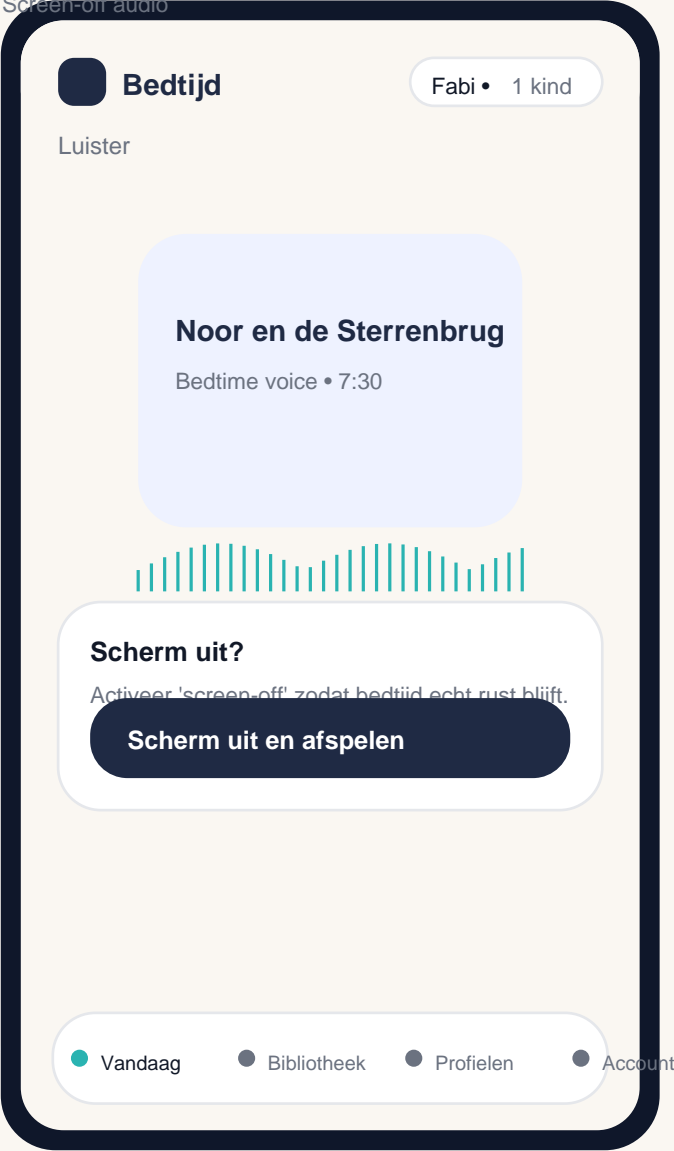 Screen-off audio
Bedtijd
Fabi • 1 kind
Luister
Noor en de Sterrenbrug
Bedtime voice • 7:30
Scherm uit?
Activeer 'screen-off' zodat bedtijd echt rust blijft.
Scherm uit en afspelen
Vandaag
Bibliotheek
Profielen
Account